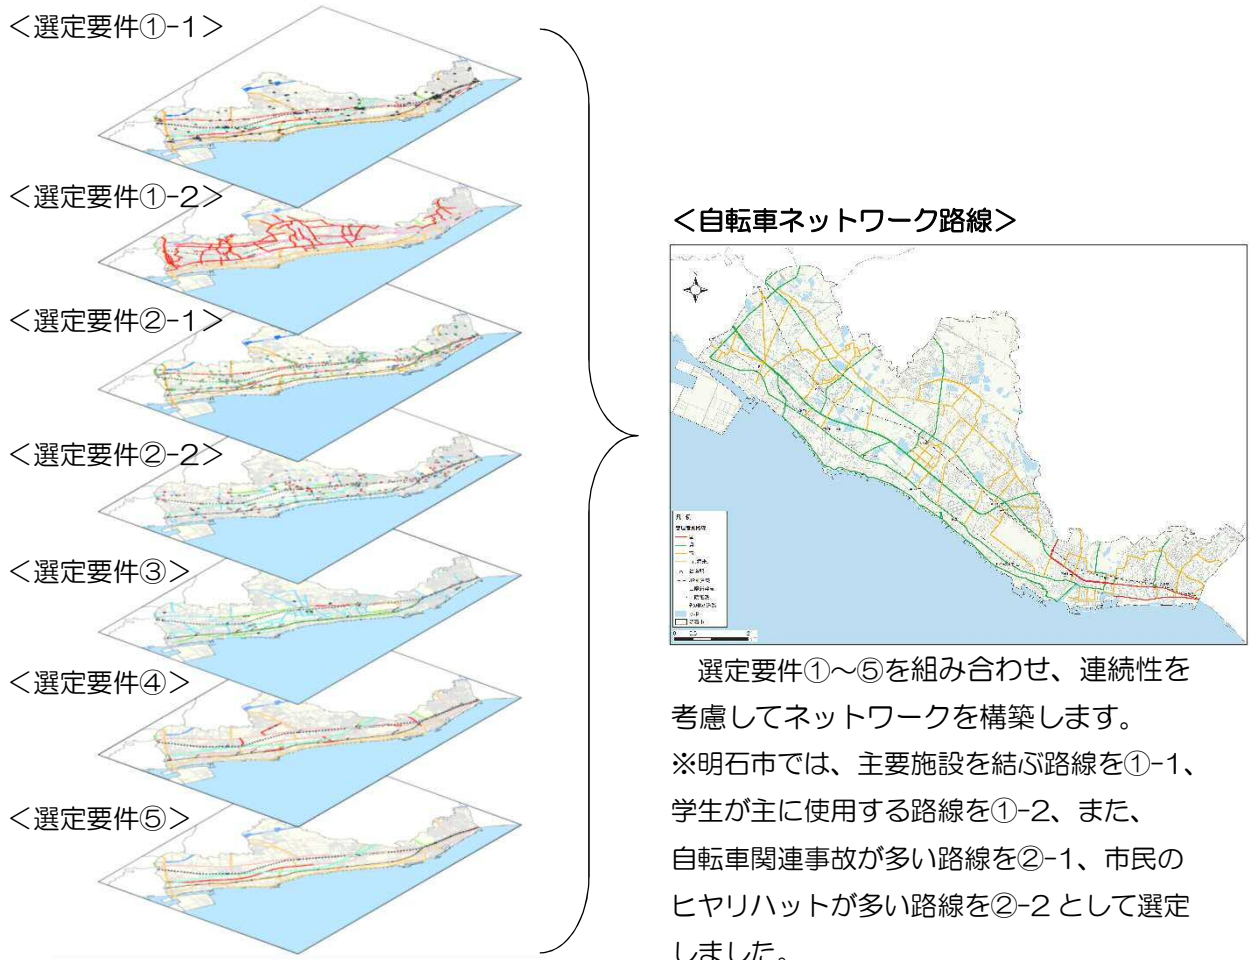 ＜選定要件①-1＞
＜選定要件①-2＞
＜選定要件②-1＞
＜選定要件②-2＞
＜選定要件③＞
＜選定要件④＞
＜選定要件⑤＞
＜自転車ネットワーク路線＞
選定要件①～⑤を組み合わせ、連続性を
考慮してネットワークを構築します。
※明石市では、主要施設を結ぶ路線を①-1、
学生が主に使用する路線を①-2、また、
自転車関連事故が多い路線を②-1、市民の
ヒヤリハットが多い路線を②-2 として選定
しました。